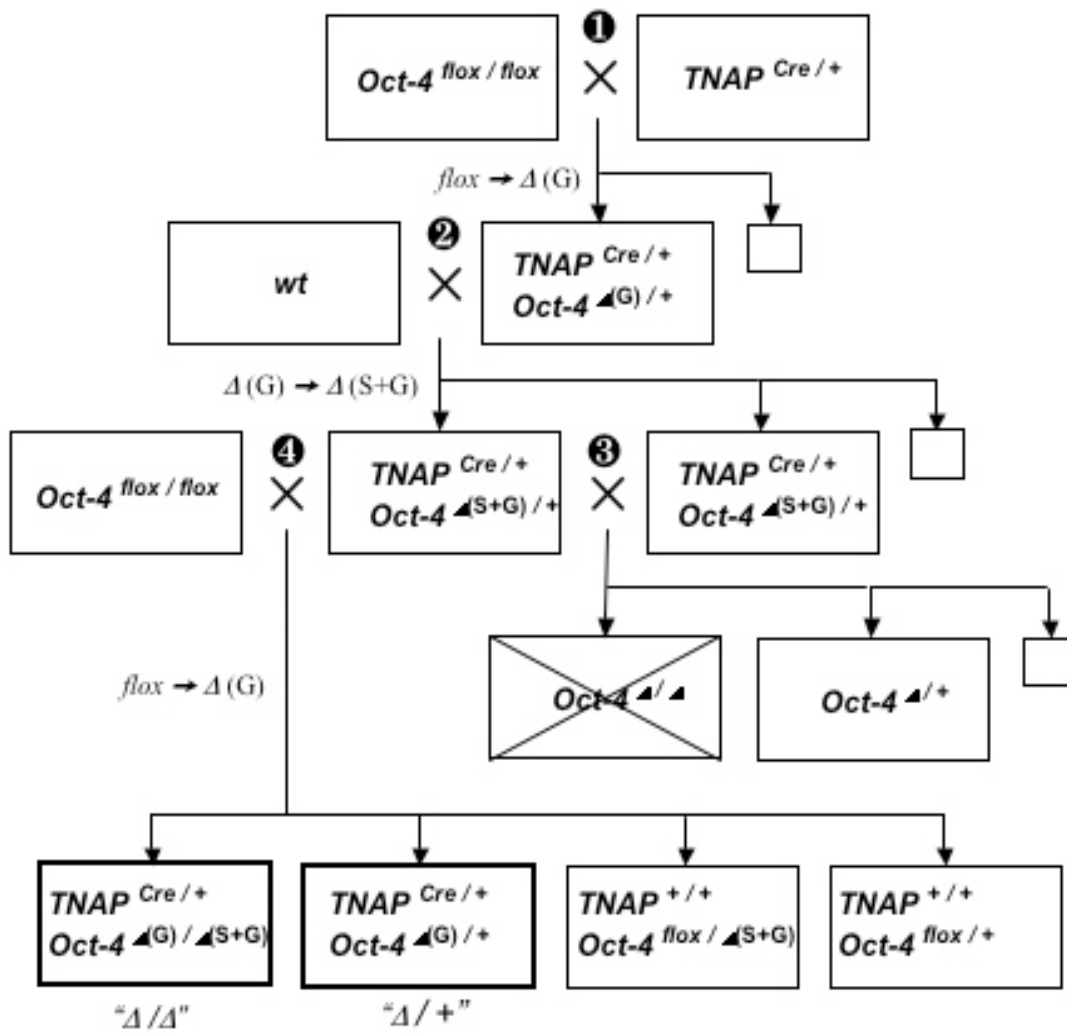 ❶
Oct-4 flox / flox
TNAP Cre / +
flox → Δ (G)
❷
wt
TNAP Cre / +
Oct-4 ◢(G) / +
Δ (G) → Δ (S+G)
❹
❸
Oct-4 flox / flox
TNAP Cre / +
Oct-4 ◢(S+G) / +
TNAP Cre / +
Oct-4 ◢(S+G) / +
flox → Δ (G)
Oct-4 ◢ / ◢
Oct-4 ◢ / +
TNAP Cre / +
Oct-4 ◢(G) / ◢(S+G)
TNAP Cre / +
Oct-4 ◢(G) / +
TNAP + / +
Oct-4 flox / ◢(S+G)
TNAP + / +
Oct-4 flox / +
“Δ /Δ”
“Δ / +”